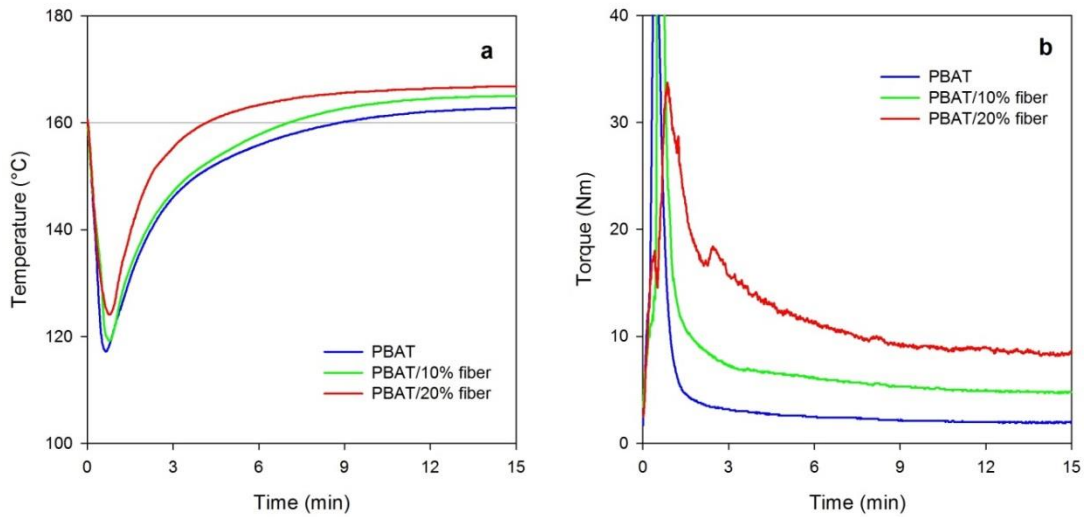 a
Temperature (°C)
180
160
140
120
100
PBAT
PBAT/10% fiber
PBAT/20% fiber
0 3 6 9 12 15
Time (min)
b
Torque (Nm)
40
30
20
10
0
PBAT
PBAT/10% fiber
PBAT/20% fiber
0 3 6 9 12 15
Time (min)